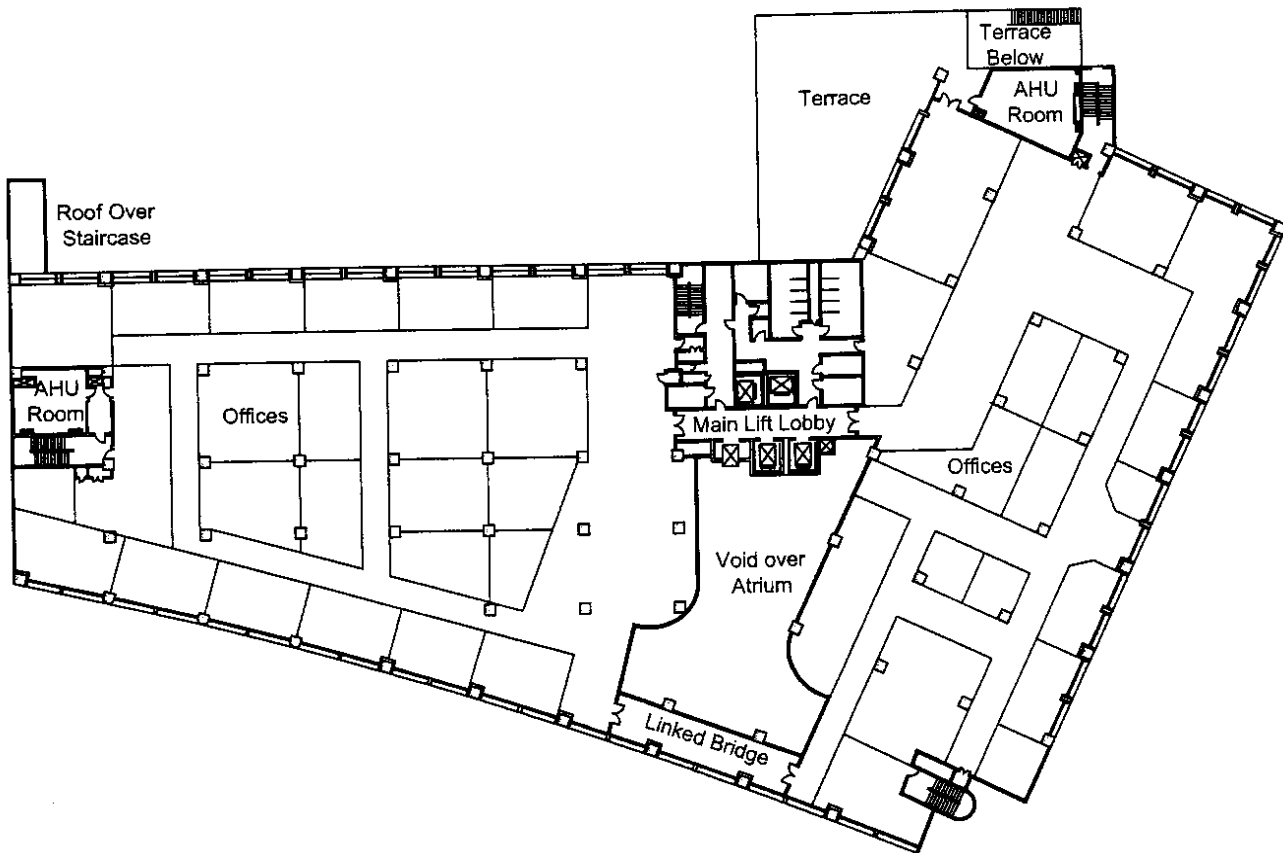 Terrace
Below
Terrace
AHU
Room
Roof Over
Staircase
AHU
Room
Offices
Main Lift Lobby
Offices
Void over
Atrium
Linked Bridge